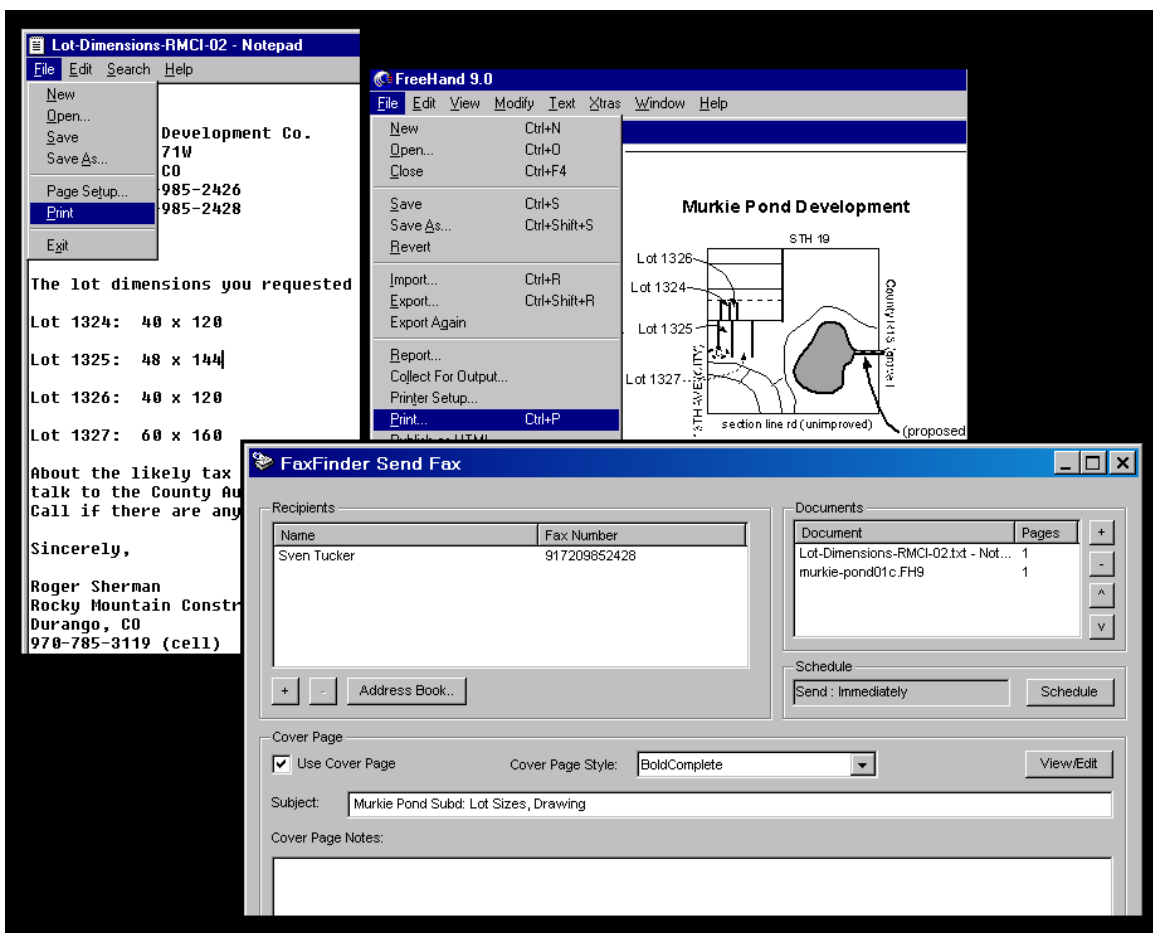 Lot-Dimensions-RMCI-02 - Notepad
File Edit Search Help
New
Open...
Save
Save As...
Page Setup...
Print
Exit
Development Co.
71W
CO
985-2426
985-2428
The lot dimensions you requested
Lot 1324: 40 x 120
Lot 1325: 48 x 144
Lot 1326: 40 x 120
Lot 1327: 60 x 160
About the likely tax
talk to the County Au
Call if there are any
Sincerely,
Roger Sherman
Rocky Mountain Constr
Durango, CO
970-785-3119 (cell)
FreeHand 9.0
File Edit View Modify Text Xtras Window Help
New Ctrl+N
Open... Ctrl+O
Close Ctrl+F4
Save Ctrl+S
Save As... Ctrl+Shift+S
Revert
Import... Ctrl+R
Export... Ctrl+Shift+R
Export Again
Report...
Collect For Output...
Printer Setup...
Print... Ctrl+P
Publish as HTML
Murkie Pond Development
STH 19
Lot 1326
Lot 1324
Lot 1325
Lot 1327
County
AVE (CITY)
section line rd (unimproved)
(proposed
FaxFinder Send Fax
Recipients
Name Fax Number
Sven Tucker 917209852428
+ - Address Book..
Documents
Document Pages
Lot-Dimensions-RMCI-02.txt - Not... 1
murkie-pond01c.FH9 1
+
-
^
v
Schedule
Send : Immediately Schedule
Cover Page
Use Cover Page Cover Page Style: BoldComplete View/Edit
Subject: Murkie Pond Subd: Lot Sizes, Drawing
Cover Page Notes: